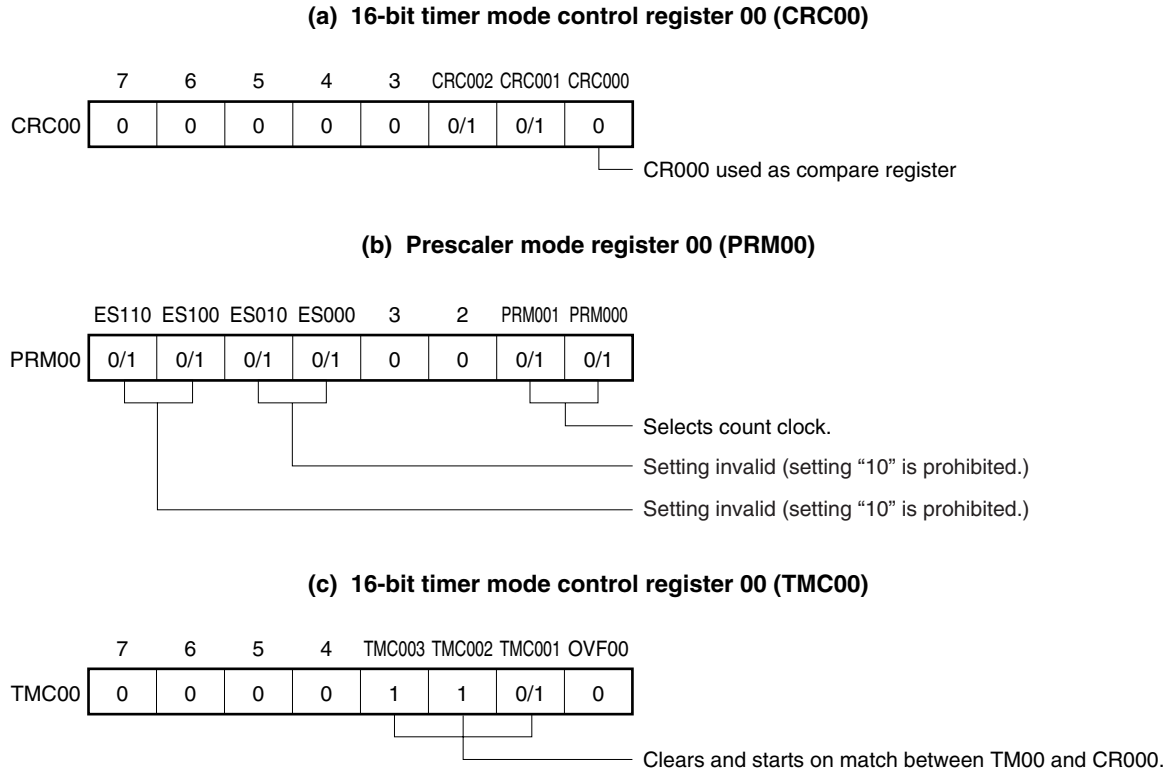 (a) 16-bit timer mode control register 00 (CRC00)
7 6 5 4 3 CRC002 CRC001 CRC000
CRC00 0 0 0 0 0 0/1 0/1 0
CR000 used as compare register
(b) Prescaler mode register 00 (PRM00)
ES110 ES100 ES010 ES000 3 2 PRM001 PRM000
PRM00 0/1 0/1 0/1 0/1 0 0 0/1 0/1
Selects count clock.
Setting invalid (setting “10” is prohibited.)
Setting invalid (setting “10” is prohibited.)
(c) 16-bit timer mode control register 00 (TMC00)
7 6 5 4 TMC003 TMC002 TMC001 OVF00
TMC00 0 0 0 0 1 1 0/1 0
Clears and starts on match between TM00 and CR000.